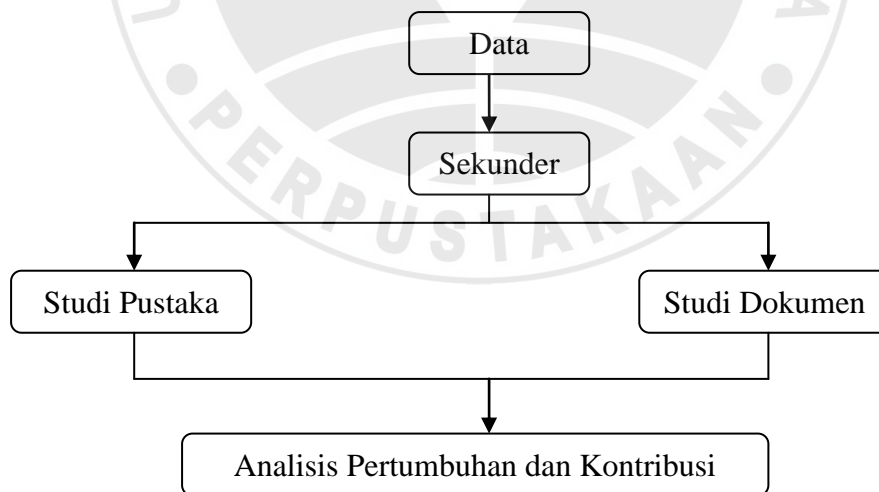 Data
Sekunder
PERPUSTAKAAN
Studi Pustaka
Studi Dokumen
Analisis Pertumbuhan dan Kontribusi